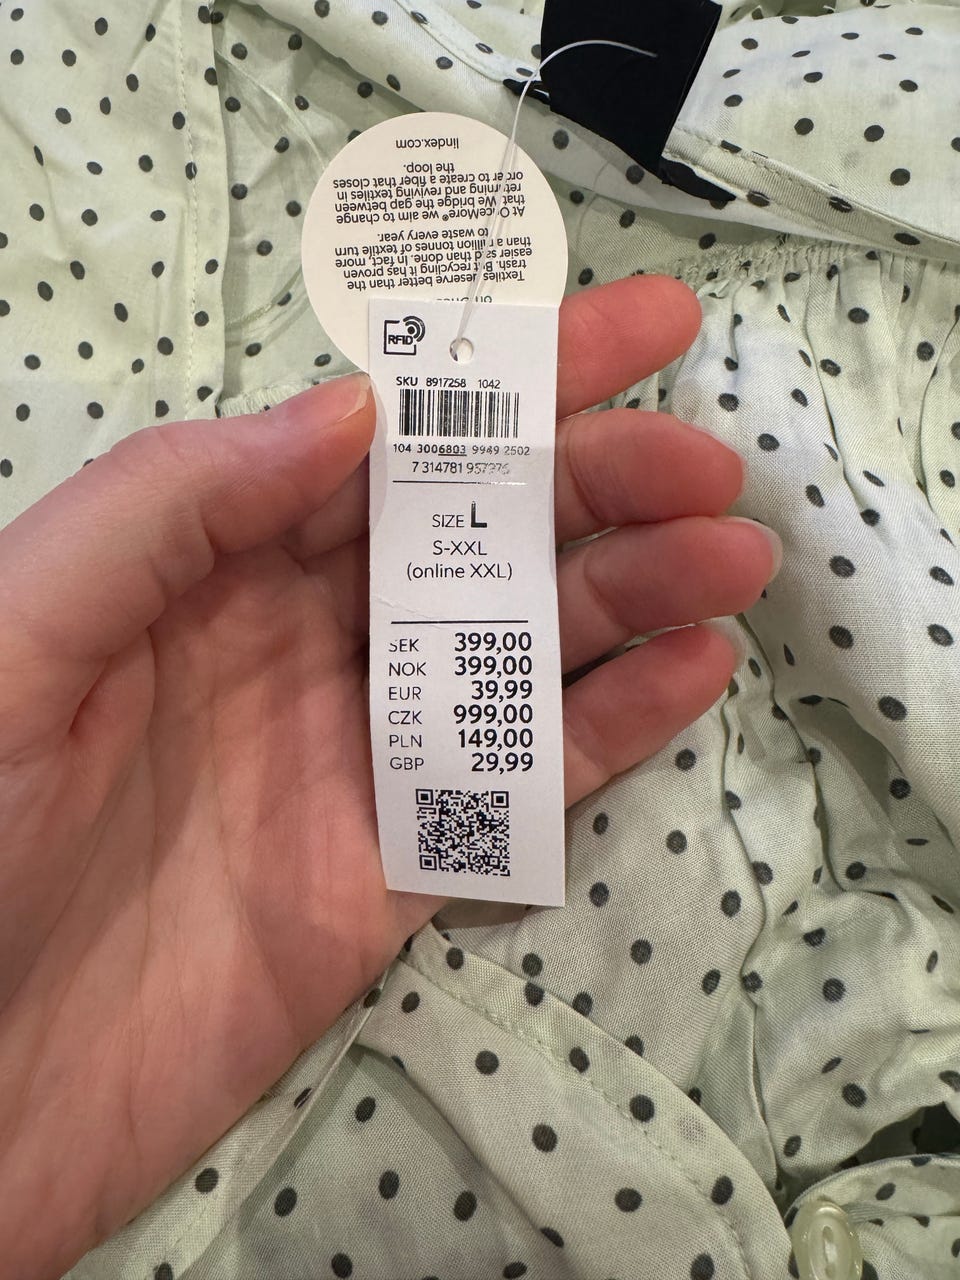 on
Textiles deserve better than the
trash. But recycling it has proven
easier said than done. In fact, more
than a million tonnes of textile turn
to waste every year.
At OnceMore® we aim to change
that. We bridge the gap between
returning and reviving textiles in
order to create a fiber that closes
the loop.
lindex.com
RFID
SKU 8917258 1042
104 3006803 9949 2502
7 314781
SIZE L
S-XXL
(online XXL)
SEK 399,00
NOK 399,00
EUR 39,99
CZK 999,00
PLN 149,00
GBP 29,99